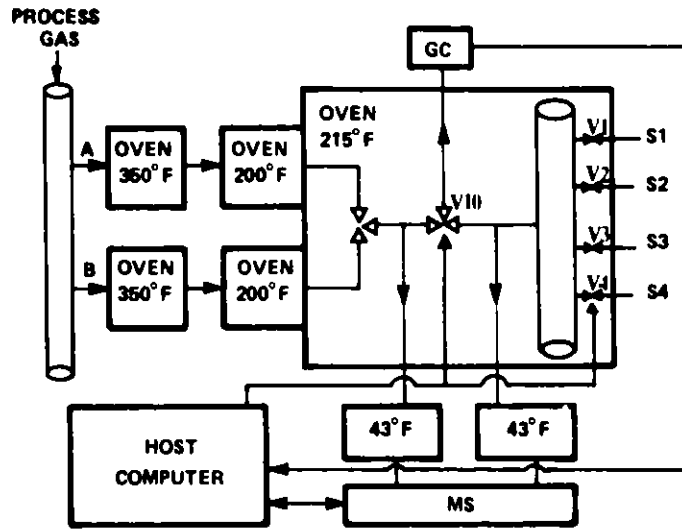 PROCESS
GAS
GC
OVEN
215°F
A
OVEN
350°F
OVEN
200°F
V1
S1
V2
S2
V10
V3
S3
B
OVEN
350°F
OVEN
200°F
V4
S4
HOST
COMPUTER
43°F
43°F
MS